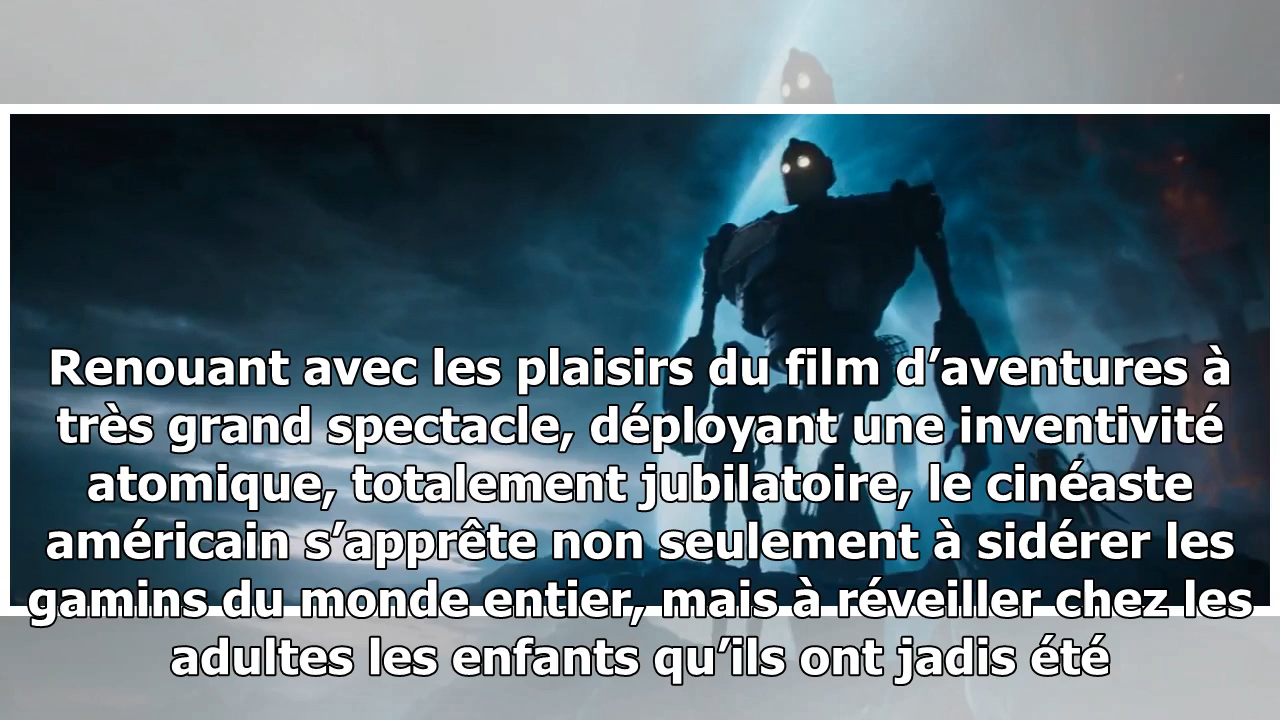 Renouant avec les plaisirs du film d’aventures à
très grand spectacle, déployant une inventivité
atomique, totalement jubilatoire, le cinéaste
américain s’apprête non seulement à sidérer les
gamins du monde entier, mais à réveiller chez les
adultes les enfants qu’ils ont jadis été